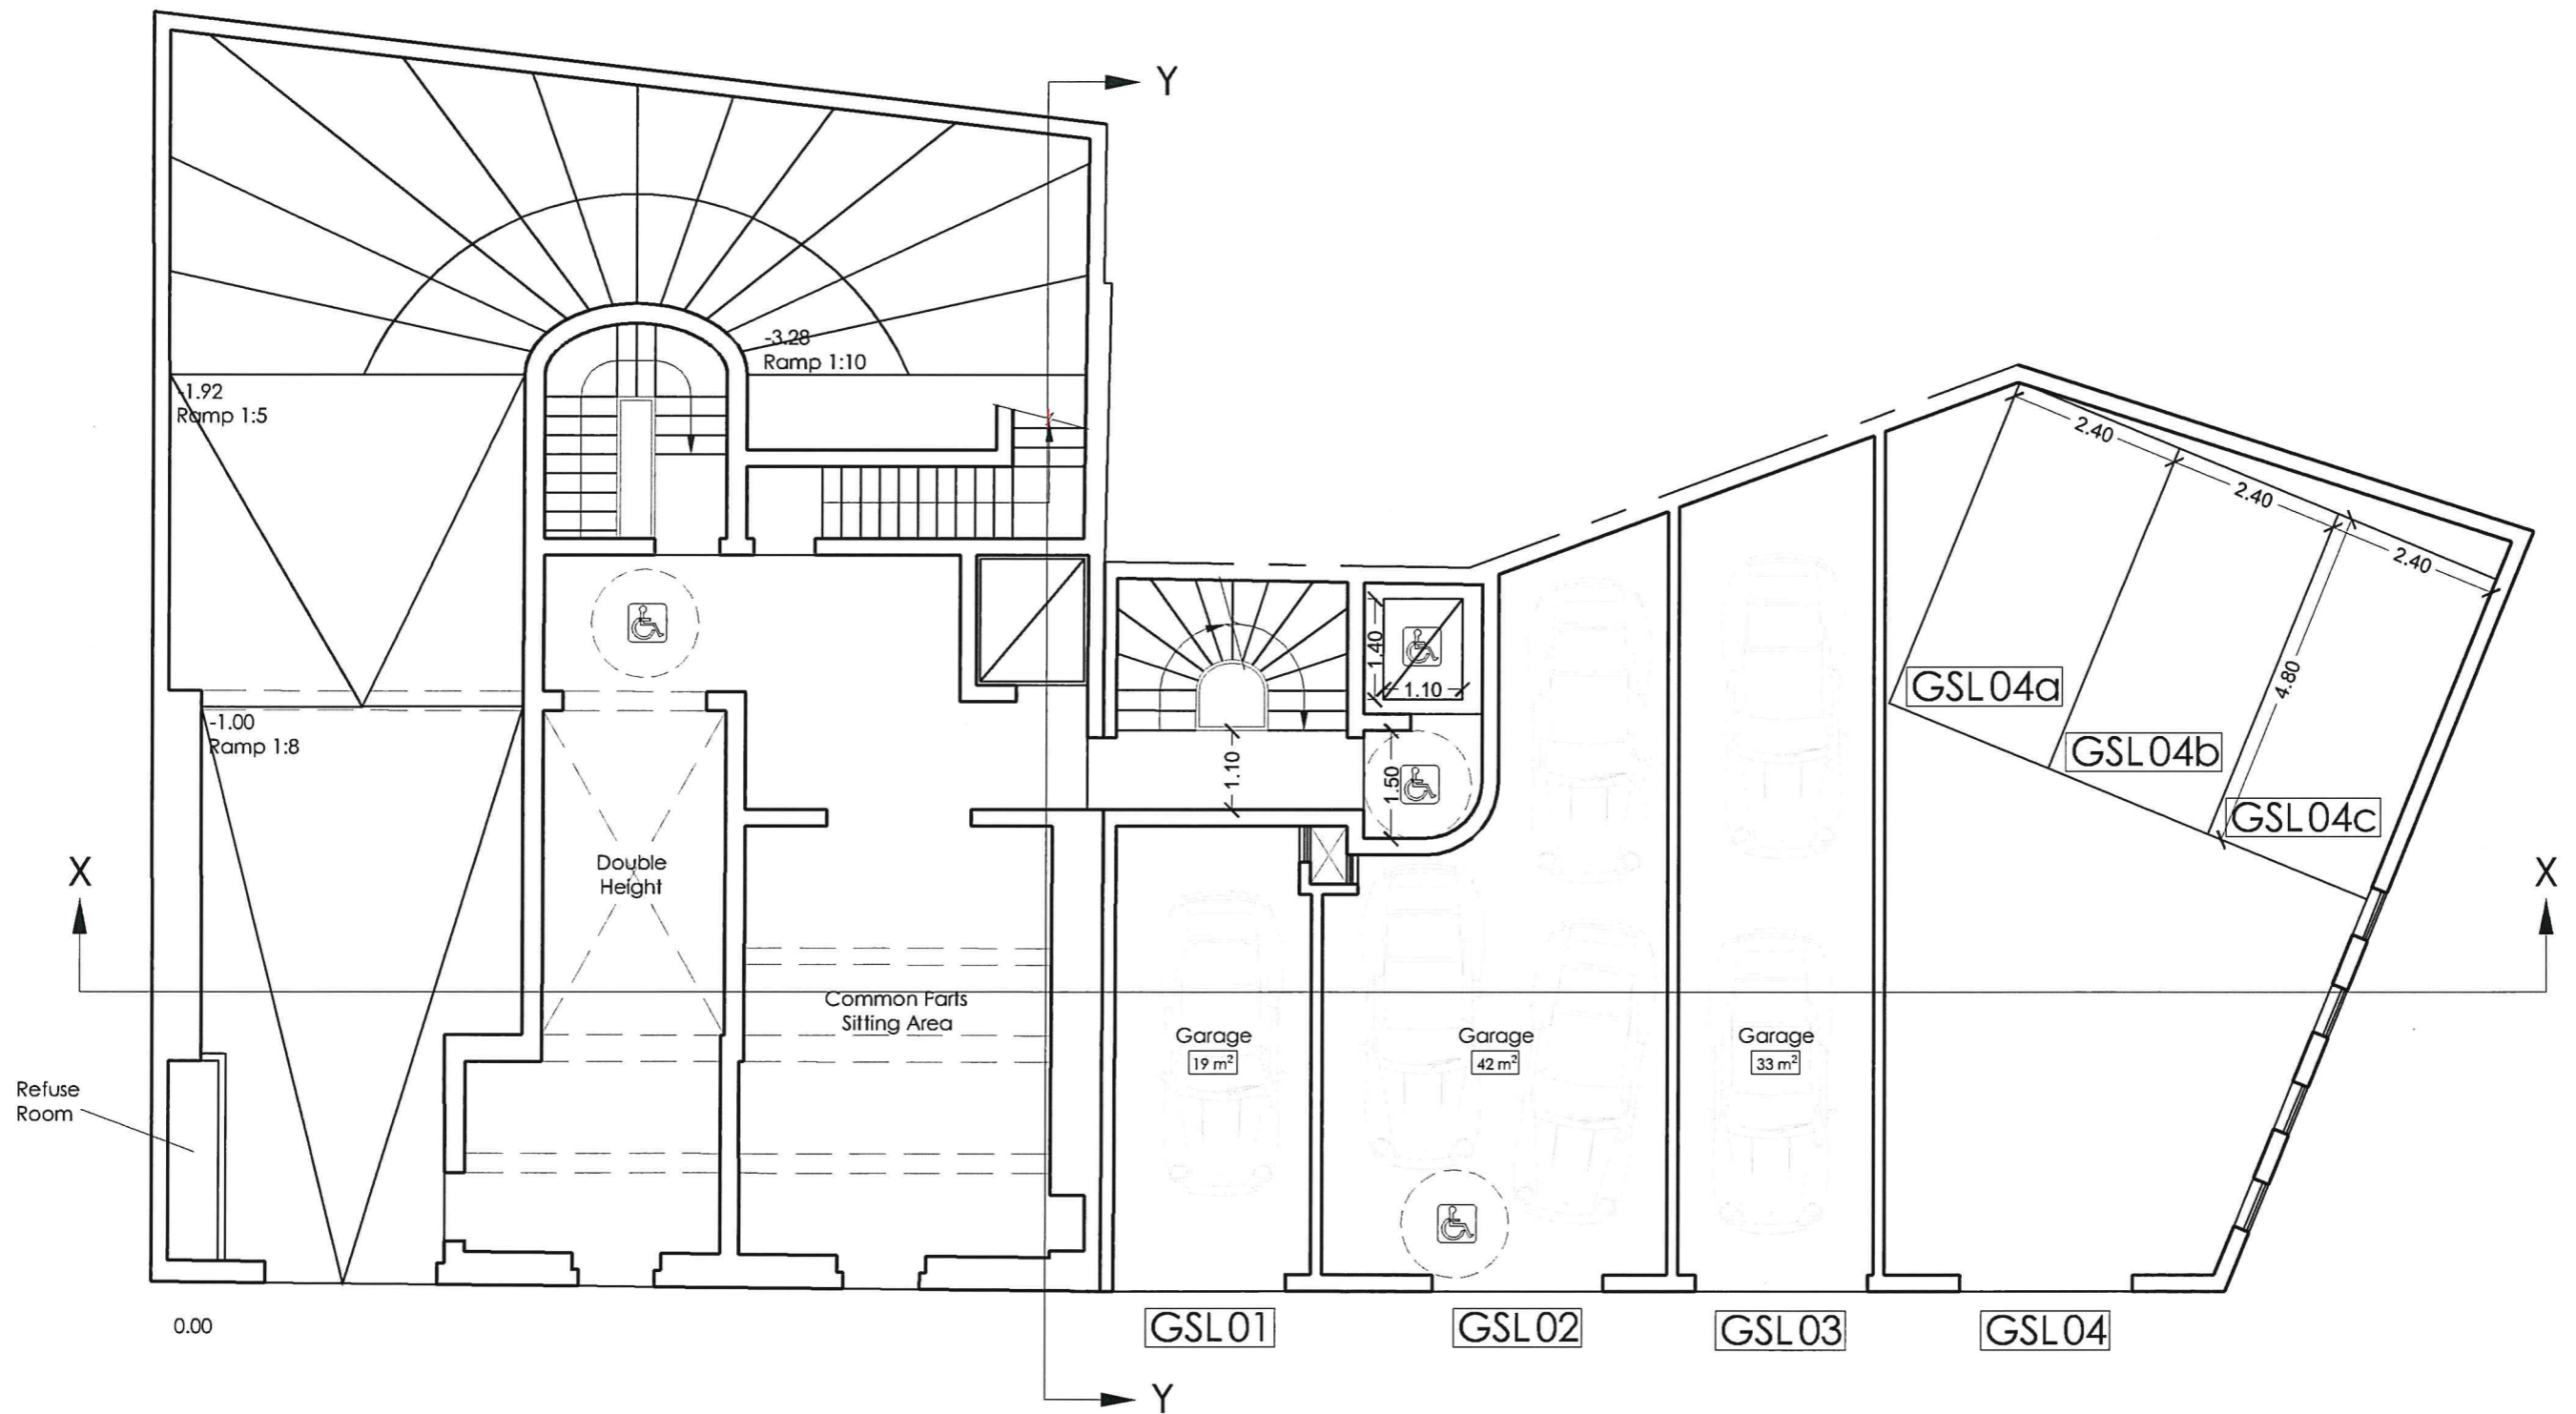 Y
-3.28
Ramp 1:10
-1.92
Ramp 1:5
2.40
2.40
2.40
1.40
1.10
4.80
GSL04a
GSL04b
GSL04c
-1.00
Ramp 1:8
1.10
1.50
Double
Height
X
X
Common Parts
Sitting Area
Garage
19 m²
Garage
42 m²
Garage
33 m²
Refuse
Room
0.00
GSL01
GSL02
GSL03
GSL04
Y